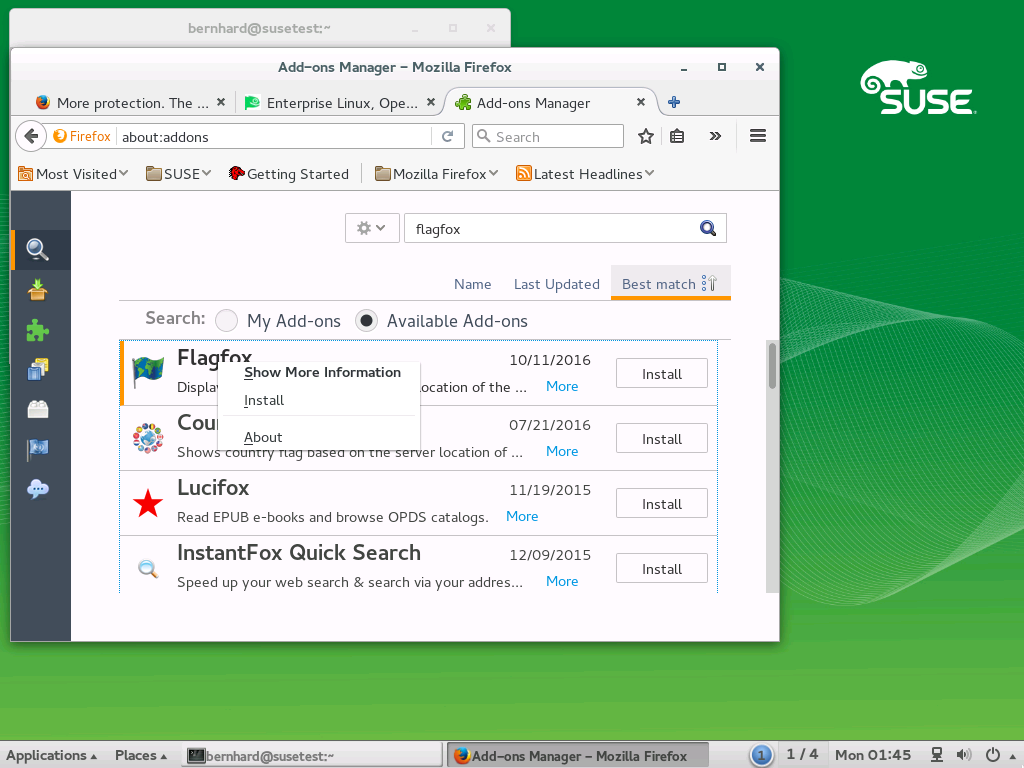 bernhard@susetest:~
Add-ons Manager - Mozilla Firefox
More protection. The ...
Enterprise Linux, Ope...
Add-ons Manager
Firefox
about:addons
Search
Most Visited
SUSE
Getting Started
Mozilla Firefox
Latest Headlines
flagfox
Name
Last Updated
Best match
Search:
My Add-ons
Available Add-ons
Flagfox
10/11/2016
Install
Show More Information
ocation of the ...
More
Install
07/21/2016
Install
About
Shows country flag based on the server location of ...
More
Lucifox
11/19/2015
Install
Read EPUB e-books and browse OPDS catalogs.
More
InstantFox Quick Search
12/09/2015
Install
Speed up your web search & search via your addres...
More
SUSE
Applications
Places
bernhard@susetest:~
Add-ons Manager - Mozilla Firefox
1
1 / 4
Mon 01:45